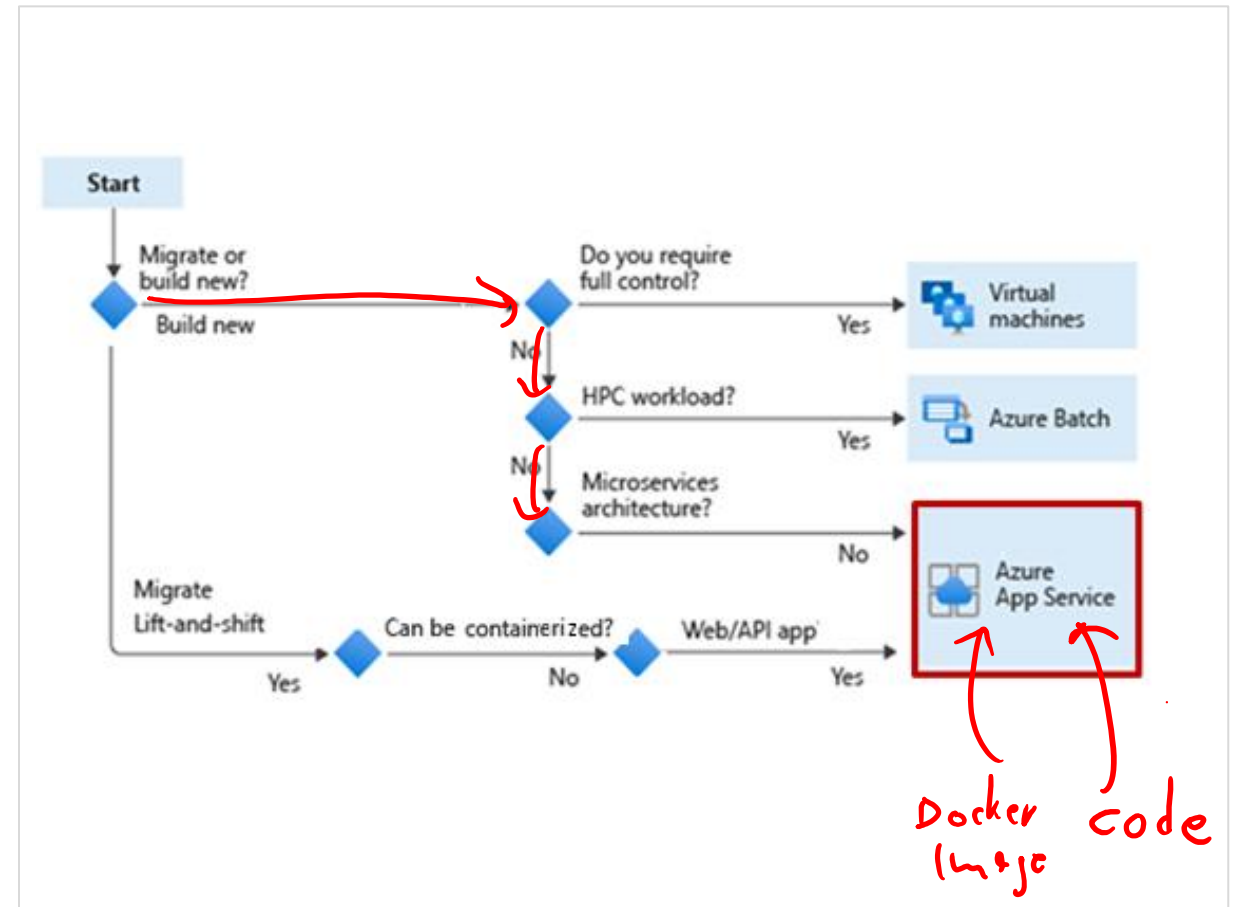 Start
Migrate or
build new?
Build new
Do you require
full control?
Yes
Virtual
machines
No
HPC workload?
Yes
Azure Batch
No
Microservices
architecture?
No
Azure
App Service
Migrate
Lift-and-shift
Yes
Can be containerized?
No
Web/API app
Yes
Docker
Image
code